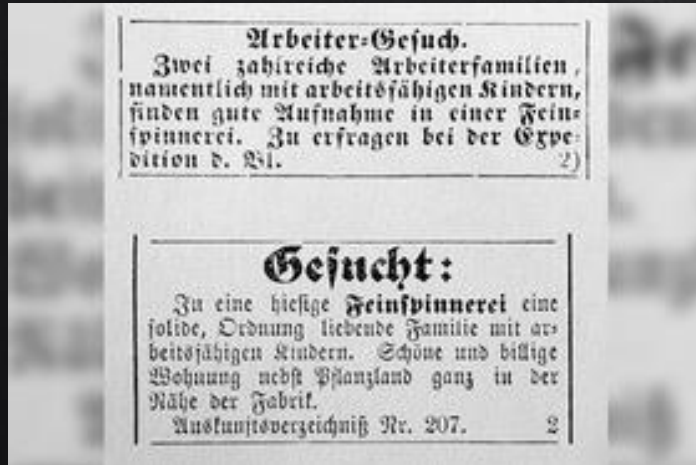 Arbeiter-Gesuch.
Zwei zahlreiche Arbeiterfamilien,
namentlich mit arbeitsfähigen Kindern,
finden gute Aufnahme in einer Fein-
spinnerei. Zu erfragen bei der Expe-
dition d. Bl. 2)
Gesucht:
In eine hiesige Feinspinnerei eine
solide, Ordnung liebende Familie mit ar-
beitsfähigen Kindern. Schöne und billige
Wohnung nebst Pflanzland ganz in der
Nähe der Fabrik.
Auskunftsverzeichniß Nr. 207. 2